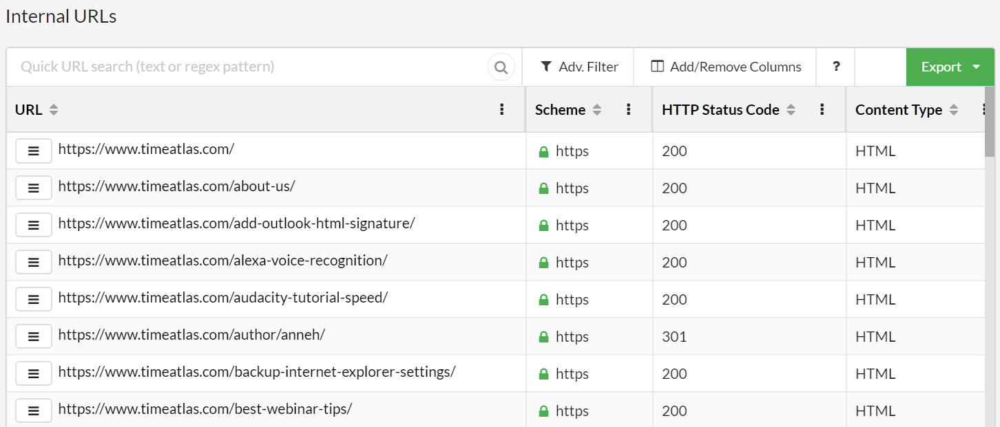 Internal URLs
Quick URL search (text or regex pattern) Adv. Filter Add/Remove Columns ? Export
URL Scheme HTTP Status Code Content Type
https://www.timeatlas.com/ https 200 HTML
https://www.timeatlas.com/about-us/ https 200 HTML
https://www.timeatlas.com/add-outlook-html-signature/ https 200 HTML
https://www.timeatlas.com/alexa-voice-recognition/ https 200 HTML
https://www.timeatlas.com/audacity-tutorial-speed/ https 200 HTML
https://www.timeatlas.com/author/anneh/ https 301 HTML
https://www.timeatlas.com/backup-internet-explorer-settings/ https 200 HTML
https://www.timeatlas.com/best-webinar-tips/ https 200 HTML